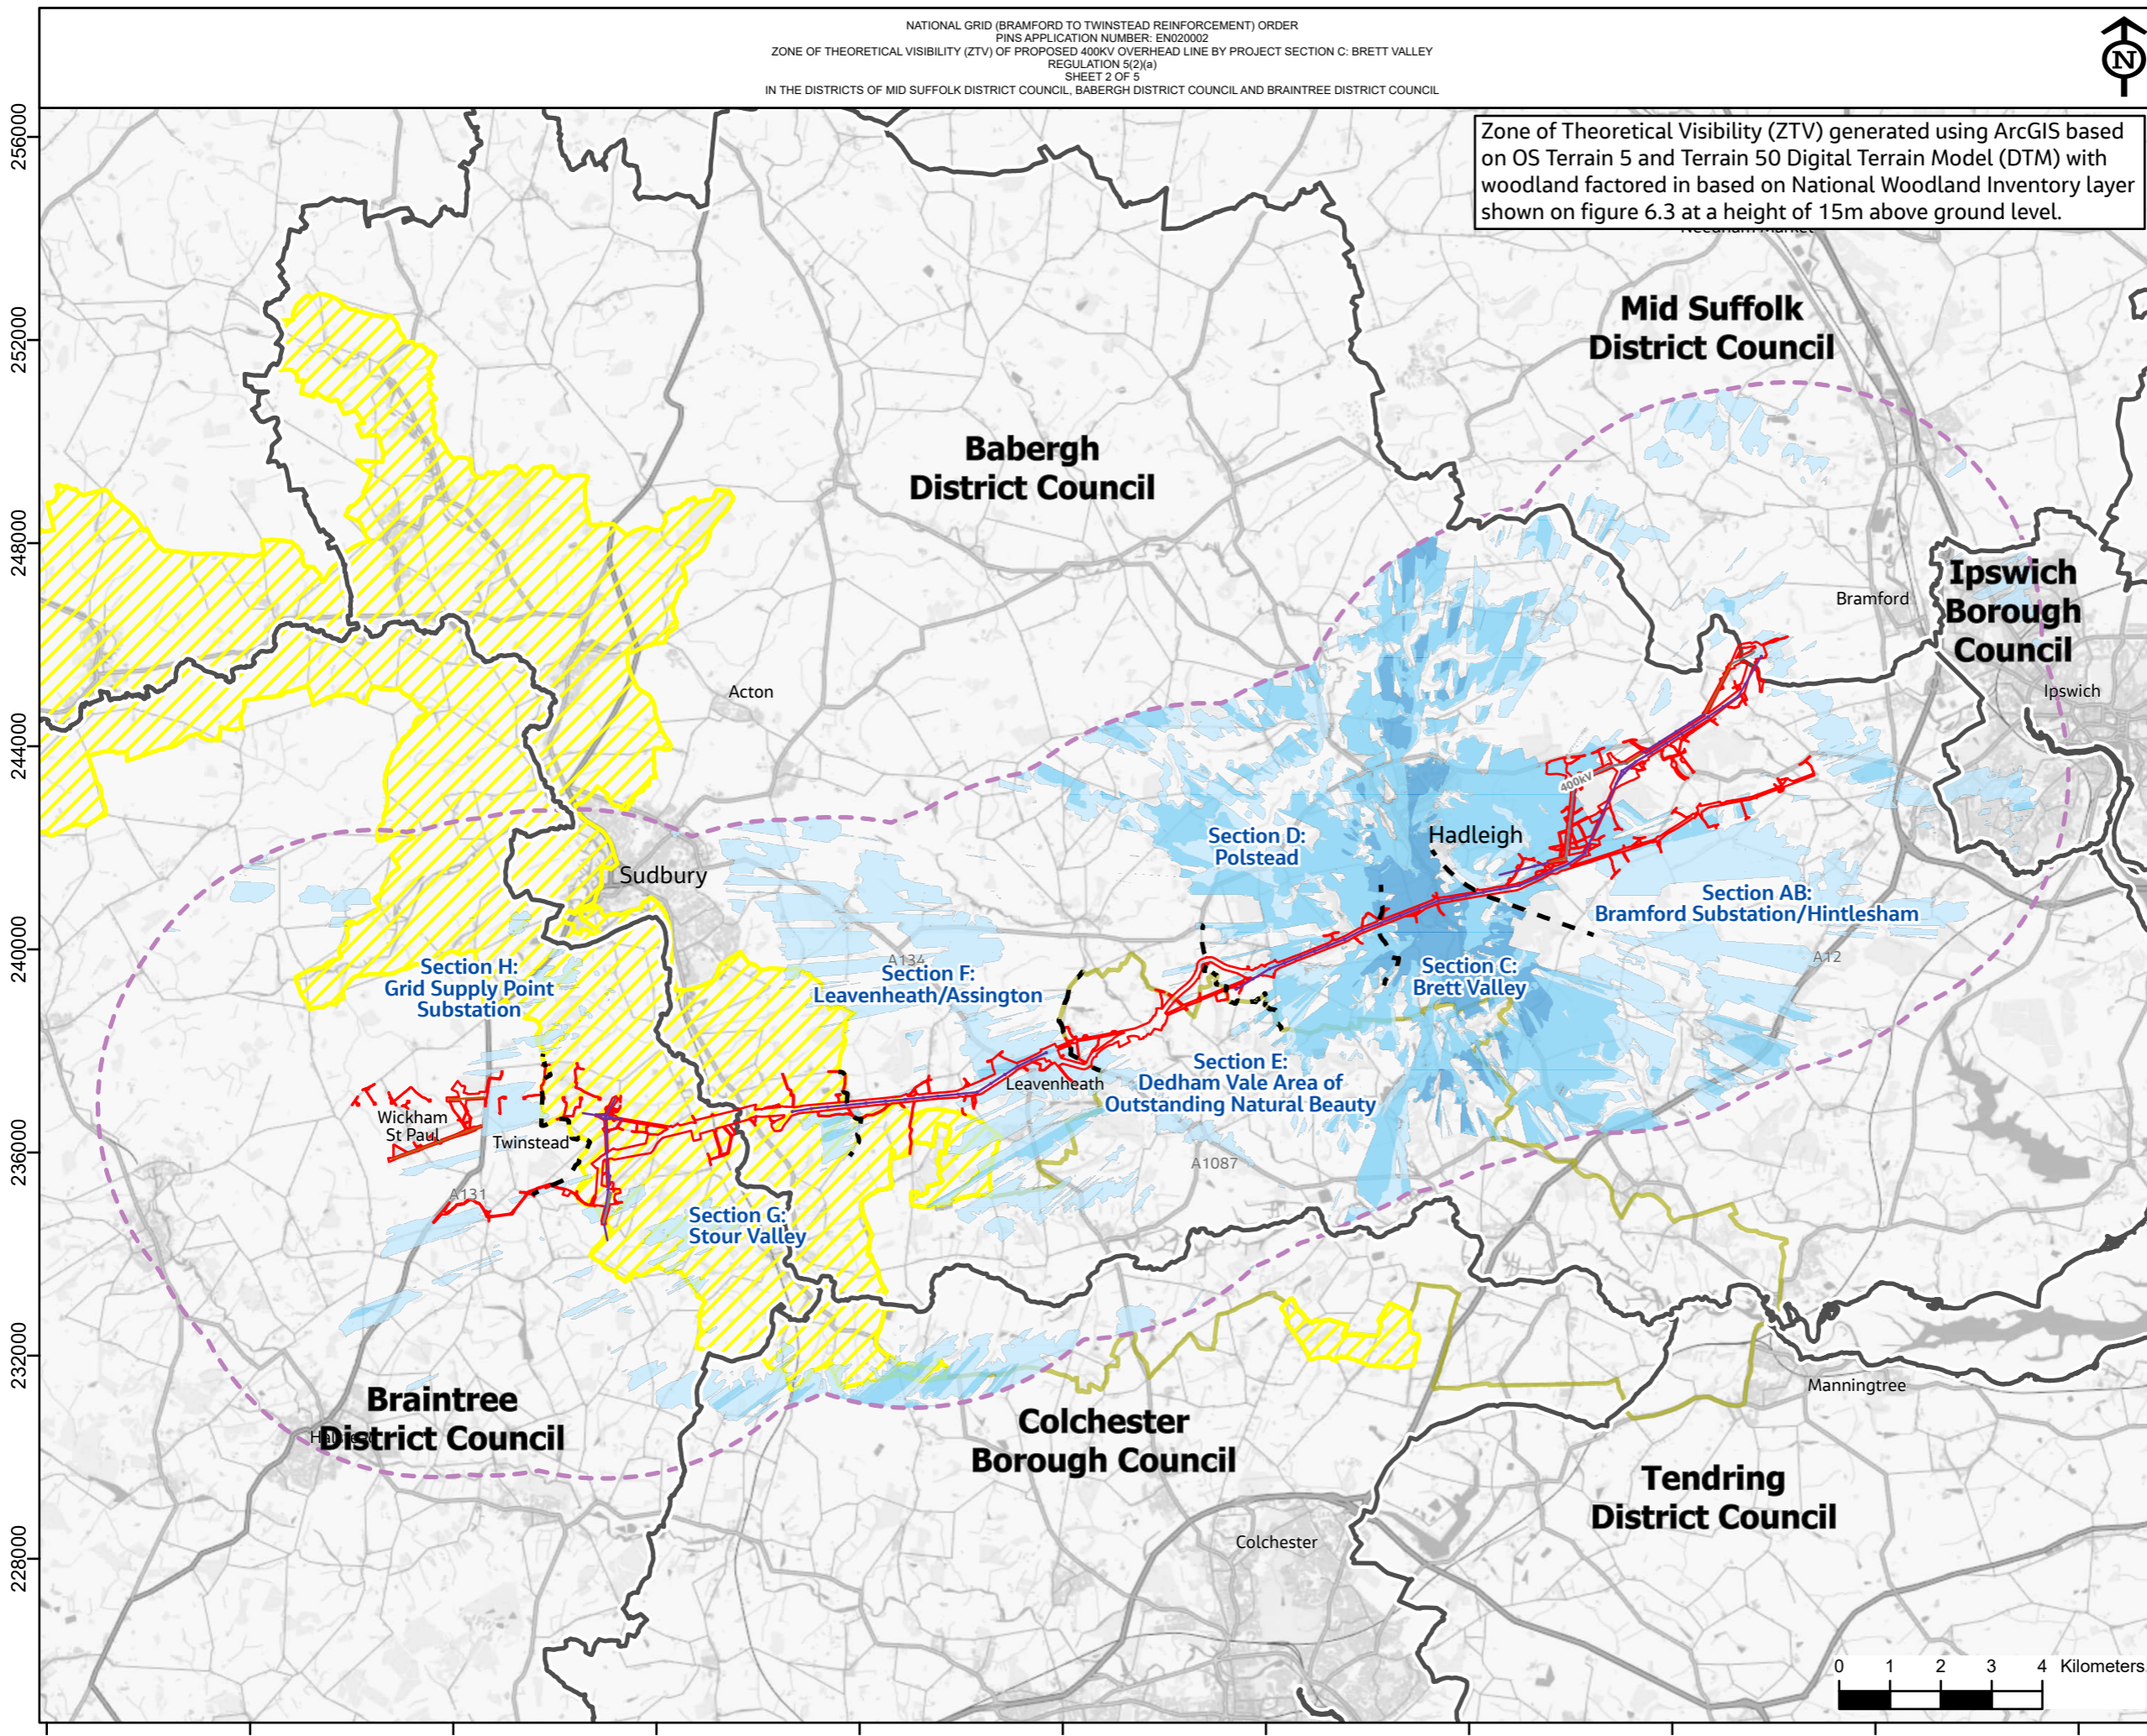 NATIONAL GRID (BRAMFORD TO TWINSTEAD REINFORCEMENT) ORDER
PINS APPLICATION NUMBER: EN020002
ZONE OF THEORETICAL VISIBILITY (ZTV) OF PROPOSED 400KV OVERHEAD LINE BY PROJECT SECTION C: BRETT VALLEY
REGULATION 5(2)(a)
SHEET 2 OF 5
IN THE DISTRICTS OF MID SUFFOLK DISTRICT COUNCIL, BABERGH DISTRICT COUNCIL AND BRAINTREE DISTRICT COUNCIL
N
Zone of Theoretical Visibility (ZTV) generated using ArcGIS based
on OS Terrain 5 and Terrain 50 Digital Terrain Model (DTM) with
woodland factored in based on National Woodland Inventory layer
shown on figure 6.3 at a height of 15m above ground level.
Needham Market
256000
252000
248000
244000
240000
236000
232000
228000
Mid Suffolk
District Council
Babergh
District Council
Ipswich
Borough
Council
Bramford
Ipswich
Acton
400kV
Hadleigh
Section D:
Polstead
Sudbury
Section AB:
Bramford Substation/Hintlesham
A12
A134
Section H:
Grid Supply Point
Substation
Section F:
Leavenheath/Assington
Section C:
Brett Valley
Section E:
Dedham Vale Area of
Outstanding Natural Beauty
Leavenheath
Wickham
St Paul
Twinstead
A1087
A131
Section G:
Stour Valley
Manningtree
Braintree
District Council
Colchester
Borough Council
Tendring
District Council
Colchester
0 1 2 3 4 Kilometers